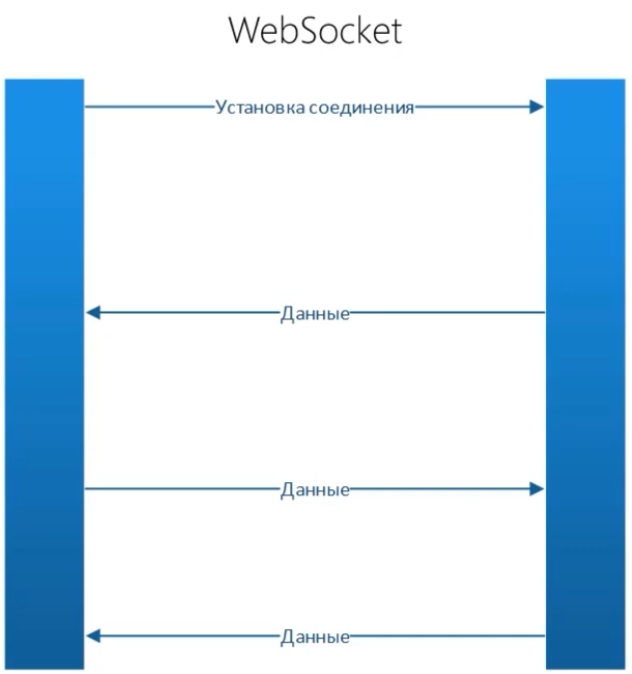 WebSocket
Установка соединения
Данные
Данные
Данные